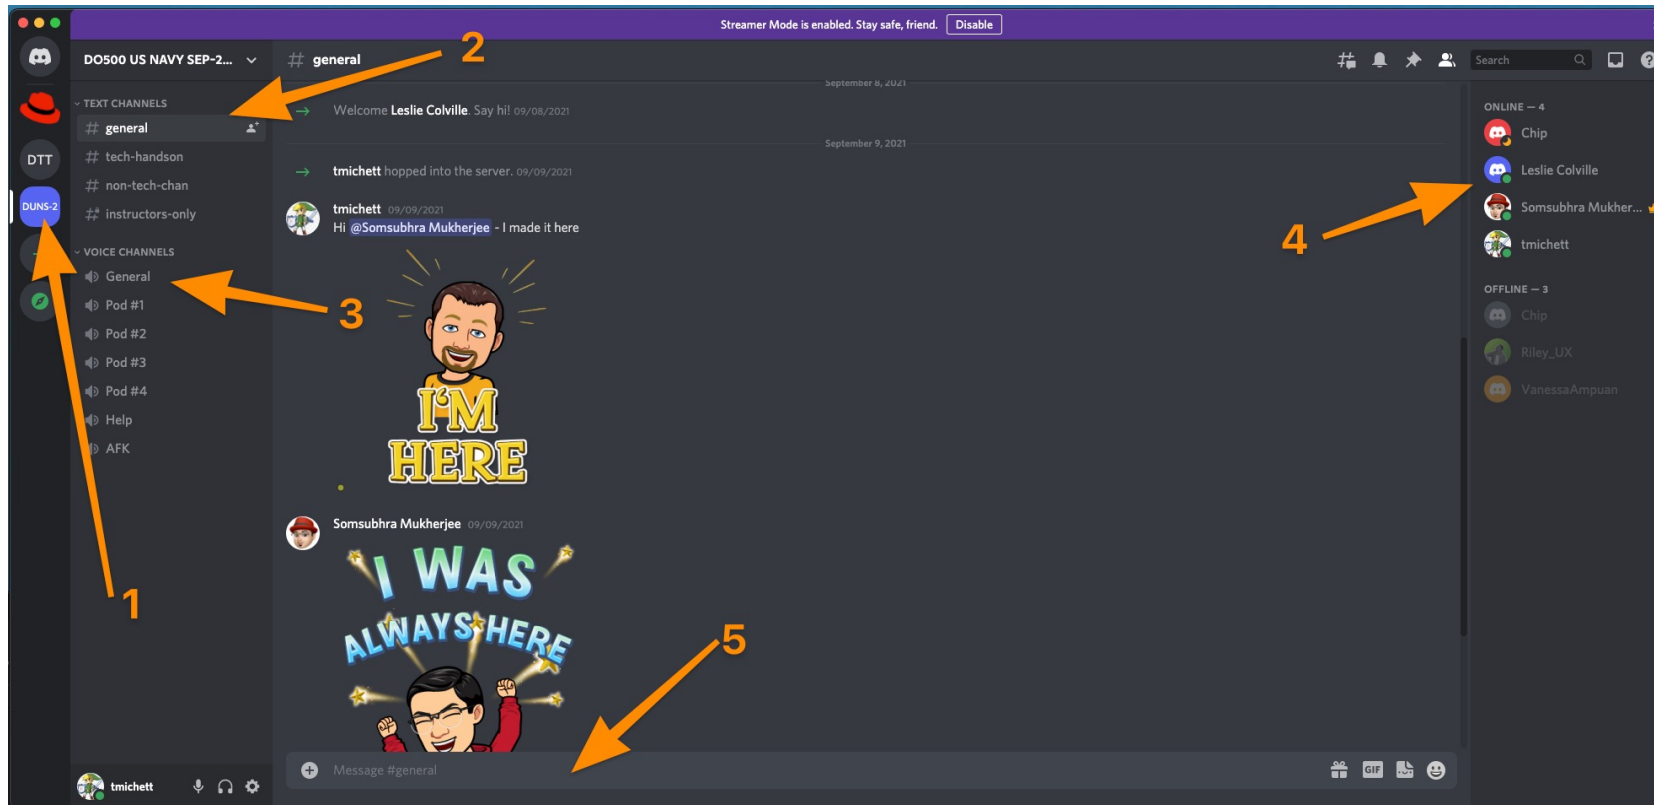 Streamer Mode is enabled. Stay safe, friend. Disable
DO500 US NAVY SEP-2...
2
# general
Search
TEXT CHANNELS
# general
# tech-handson
# non-tech-chan
# instructors-only
DTT
DUNS-2
VOICE CHANNELS
General
Pod #1
Pod #2
Pod #3
Pod #4
Help
AFK
3
1
tmichett
September 8, 2021
Welcome Leslie Colville. Say hi! 09/08/2021
September 9, 2021
tmichett hopped into the server. 09/09/2021
tmichett 09/09/2021
Hi @Somsubhra Mukherjee - I made it here
I'M
HERE
Somsubhra Mukherjee 09/09/2021
I WAS
ALWAYS HERE
5
Message #general
GIF
4
ONLINE — 4
Chip
Leslie Colville
Somsubhra Mukher...
tmichett
OFFLINE — 3
Chip
Riley_UX
VanessaAmpuan